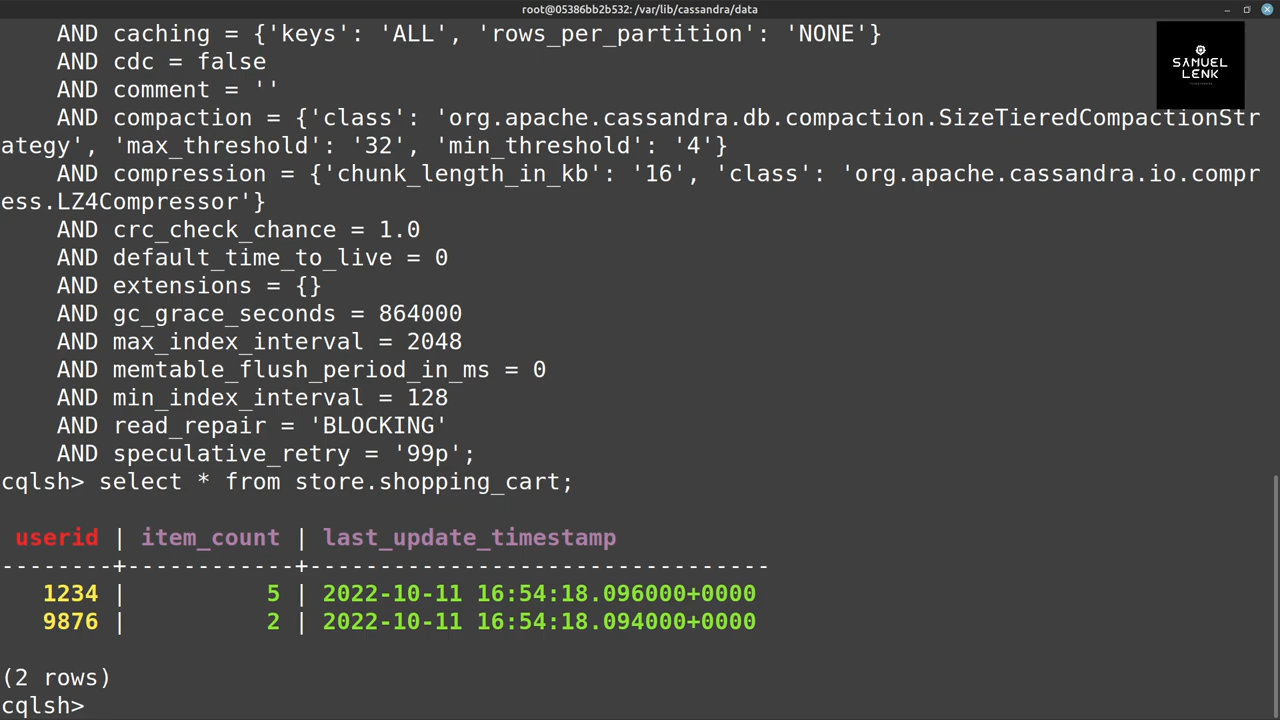 root@05386bb2b532: /var/lib/cassandra/data
AND caching = {'keys': 'ALL', 'rows_per_partition': 'NONE'}
SAMUEL
LENK
AND cdc = false
AND comment = ''
AND compaction = {'class': 'org.apache.cassandra.db.compaction.SizeTieredCompactionStr
ategy', 'max_threshold': '32', 'min_threshold': '4'}
AND compression = {'chunk_length_in_kb': '16', 'class': 'org.apache.cassandra.io.compr
ess.LZ4Compressor'}
AND crc_check_chance = 1.0
AND default_time_to_live = 0
AND extensions = {}
AND gc_grace_seconds = 864000
AND max_index_interval = 2048
AND memtable_flush_period_in_ms = 0
AND min_index_interval = 128
AND read_repair = 'BLOCKING'
AND speculative_retry = '99p';
cqlsh> select * from store.shopping_cart;
userid | item_count | last_update_timestamp
--------+------------+---------------------------------
1234 | 5 | 2022-10-11 16:54:18.096000+0000
9876 | 2 | 2022-10-11 16:54:18.094000+0000
(2 rows)
cqlsh>